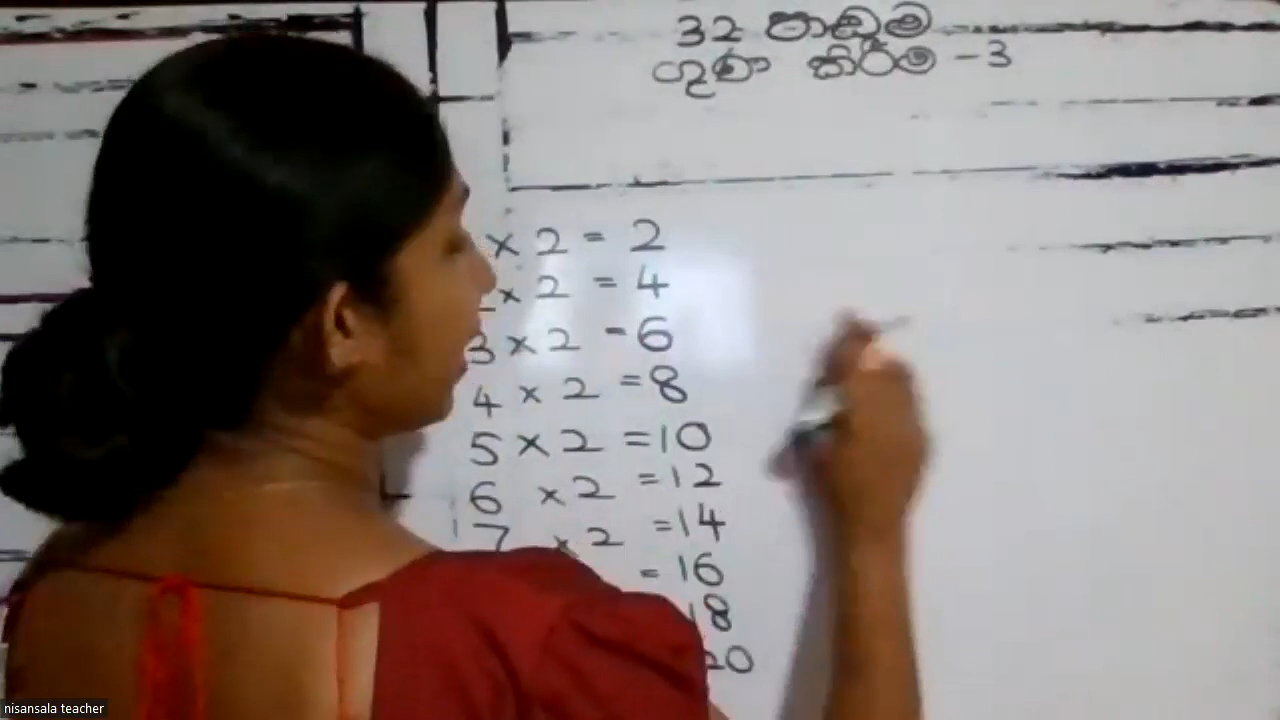 32 පාඩම
ගුණ කිරීම - 3
× 2 = 2
× 2 = 4
3 × 2 - 6
4 × 2 = 8
5 × 2 = 10
6 × 2 = 12
7 × 2 = 14
= 16
18
20
nisansala teacher